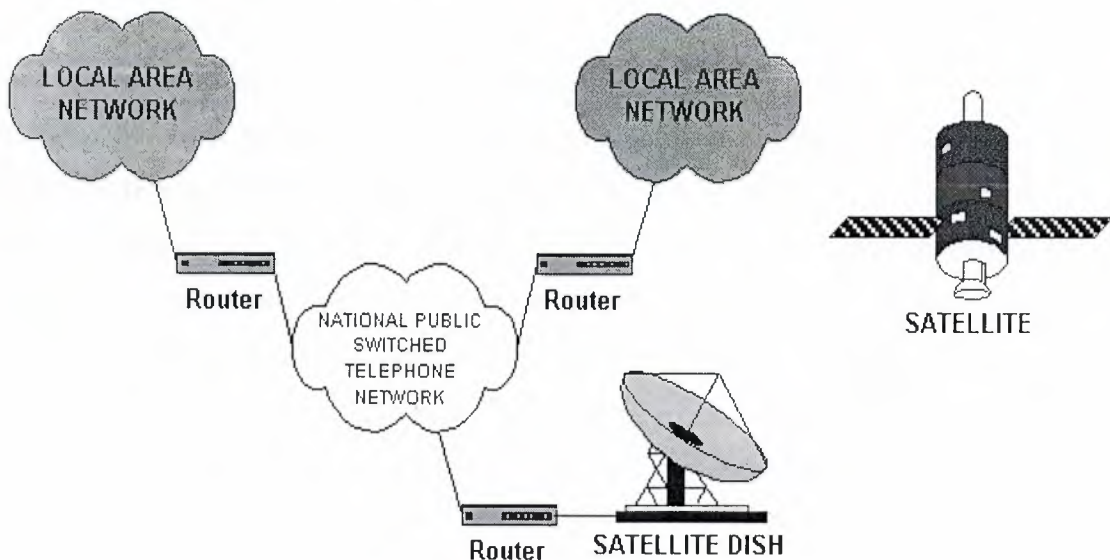 LOCAL AREA
NETWORK
LOCAL AREA
NETWORK
Router
Router
NATIONAL PUBLIC
SWITCHED
TELEPHONE
NETWORK
SATELLITE
Router
SATELLITE DISH